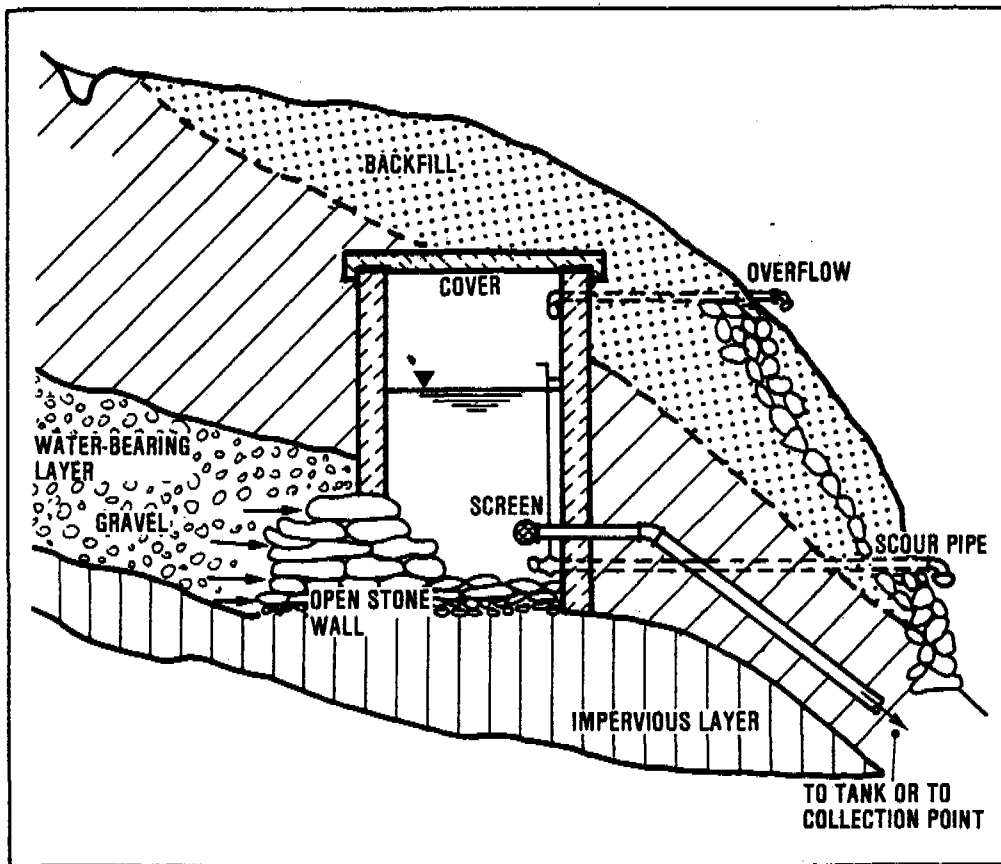 BACKFILL
OVERFLOW
COVER
WATER-BEARING
LAYER
GRAVEL
SCREEN
SCOUR PIPE
OPEN STONE
WALL
IMPERVIOUS LAYER
TO TANK OR TO
COLLECTION POINT